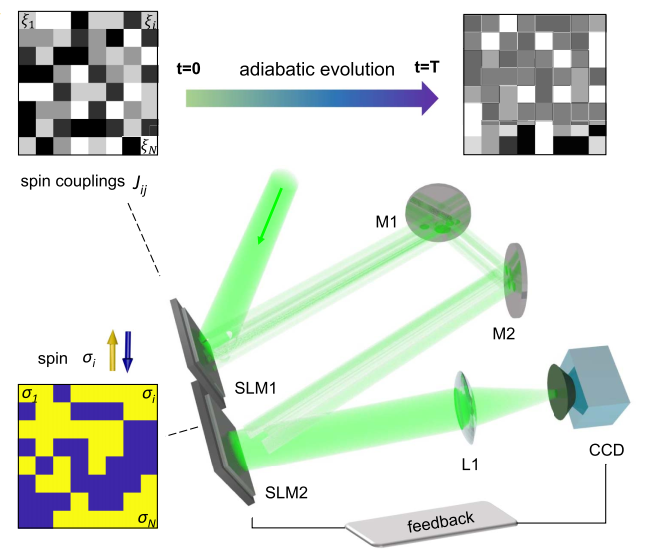 ξ1 ξi
ξN
t=0 adiabatic evolution t=T
spin couplings Jij
M1
M2
spin σi
σ1 σi
σN
SLM1
SLM2
L1
CCD
feedback